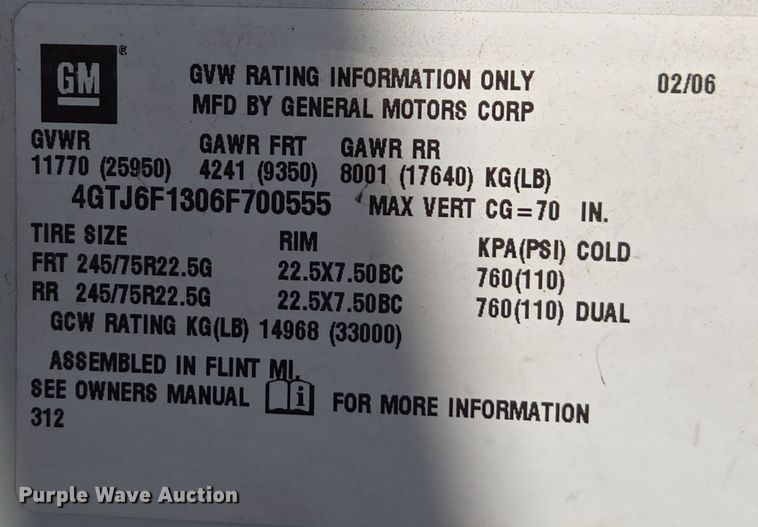 GM ®
GVW RATING INFORMATION ONLY 02/06
MFD BY GENERAL MOTORS CORP
GVWR GAWR FRT GAWR RR
11770 (25950) 4241 (9350) 8001 (17640) KG(LB)
4GTJ6F1306F700555 MAX VERT CG=70 IN.
TIRE SIZE RIM KPA(PSI) COLD
FRT 245/75R22.5G 22.5X7.50BC 760(110)
RR 245/75R22.5G 22.5X7.50BC 760(110) DUAL
GCW RATING KG(LB) 14968 (33000)
ASSEMBLED IN FLINT MI.
SEE OWNERS MANUAL i FOR MORE INFORMATION
312
Purple Wave Auction